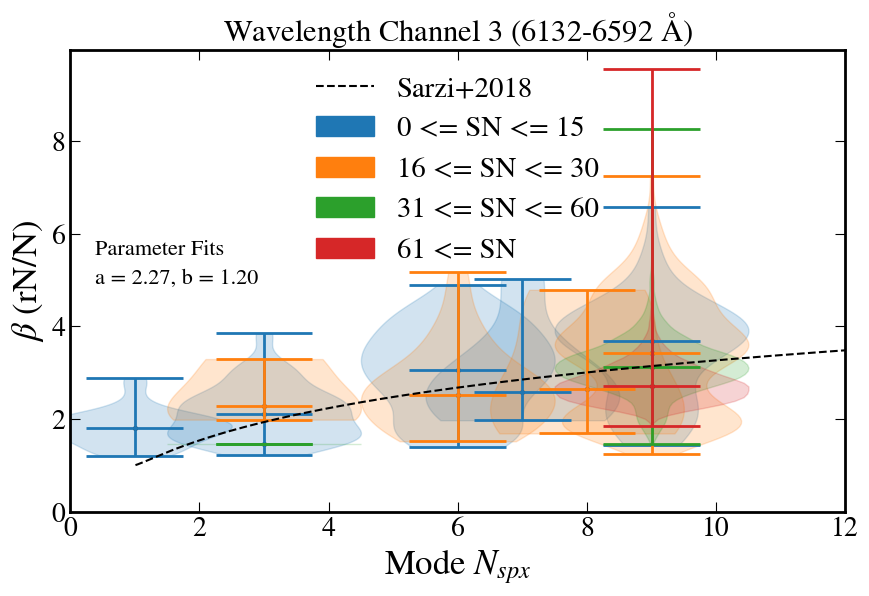 Wavelength Channel 3 (6132-6592 Å)
Sarzi+2018
0 <= SN <= 15
16 <= SN <= 30
31 <= SN <= 60
61 <= SN
Parameter Fits
a = 2.27, b = 1.20
β (rN/N)
8
6
4
2
0
0 2 4 6 8 10 12
Mode N_{spx}